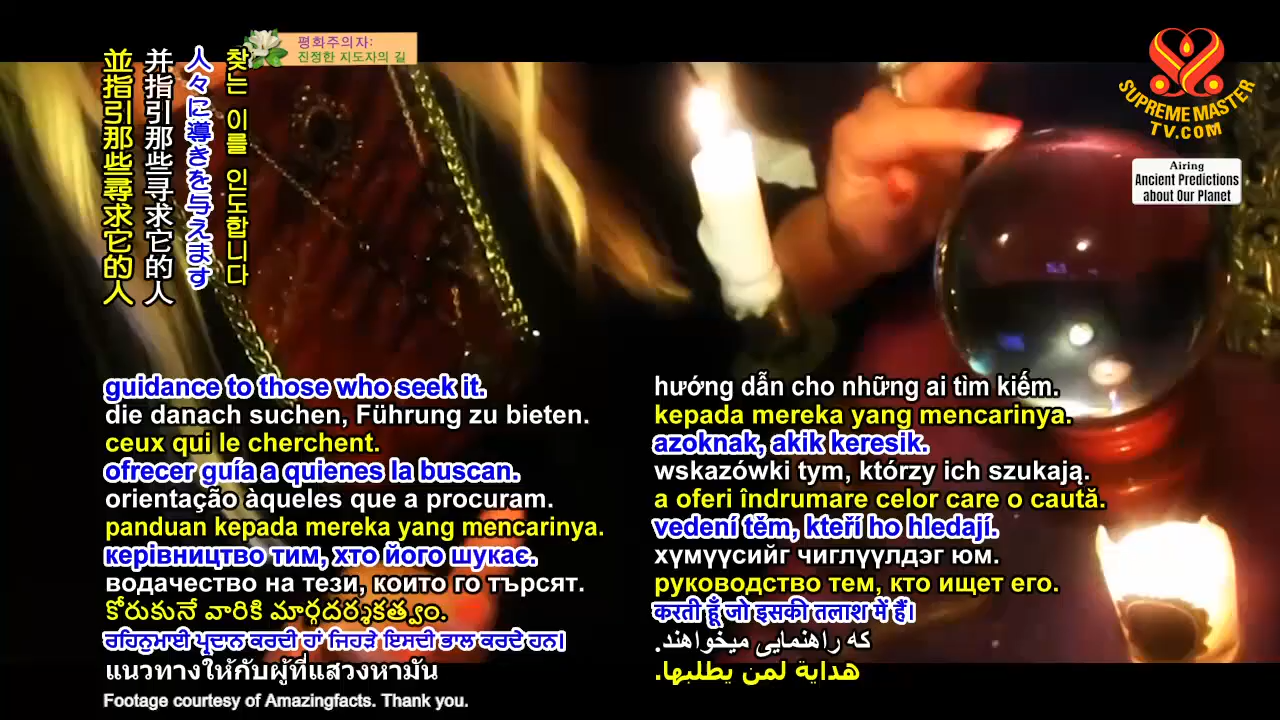 평화주의자:
진정한 지도자의 길
찾는 이를 인도합니다
人々に導きを与えます
并指引那些寻求它的人
並指引那些尋求它的人
SUPREME MASTER
TV.COM
Airing
Ancient Predictions
about Our Planet
guidance to those who seek it.
die danach suchen, Führung zu bieten.
ceux qui le cherchent.
ofrecer guía a quienes la buscan.
orientação àqueles que a procuram.
panduan kepada mereka yang mencarinya.
керівництво тим, хто його шукає.
водачество на тези, които го търсят.
కోరుకునే వారికి మార్గదర్శకత్వం.
ਰਹਿਨੁਮਾਈ ਪ੍ਰਦਾਨ ਕਰਦੀ ਹਾਂ ਜਿਹੜੇ ਇਸਦੀ ਭਾਲ ਕਰਦੇ ਹਨ।
แนวทางให้กับผู้ที่แสวงหามัน
hướng dẫn cho những ai tìm kiếm.
kepada mereka yang mencarinya.
azoknak, akik keresik.
wskazówki tym, którzy ich szukają.
a oferi îndrumare celor care o caută.
vedení těm, kteří ho hledají.
хүмүүсийг чиглүүлдэг юм.
руководство тем, кто ищет его.
करती हूँ जो इसकी तलाश में हैं।
که راهنمایی میخواهند.
هداية لمن يطلبها.
Footage courtesy of Amazingfacts. Thank you.